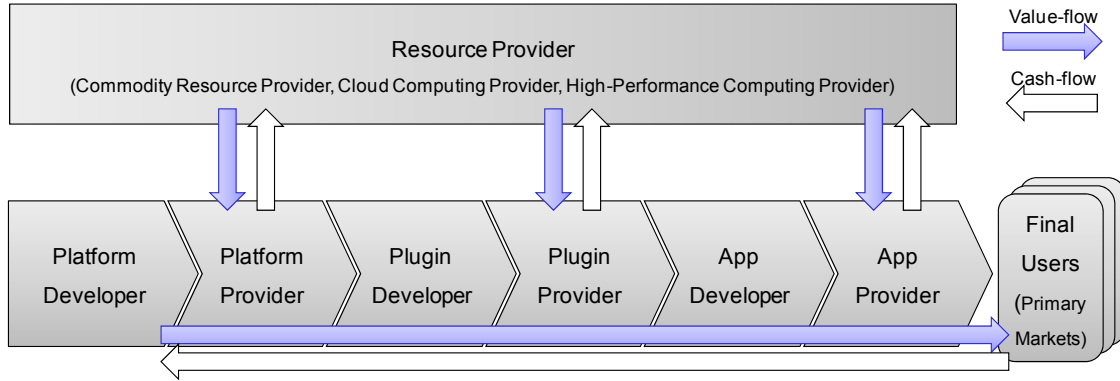 Value-flow
Resource Provider
(Commodity Resource Provider, Cloud Computing Provider, High-Performance Computing Provider)
Cash-flow
Platform
Developer
Platform
Provider
Plugin
Developer
Plugin
Provider
App
Developer
App
Provider
Final
Users
(Primary
Markets)